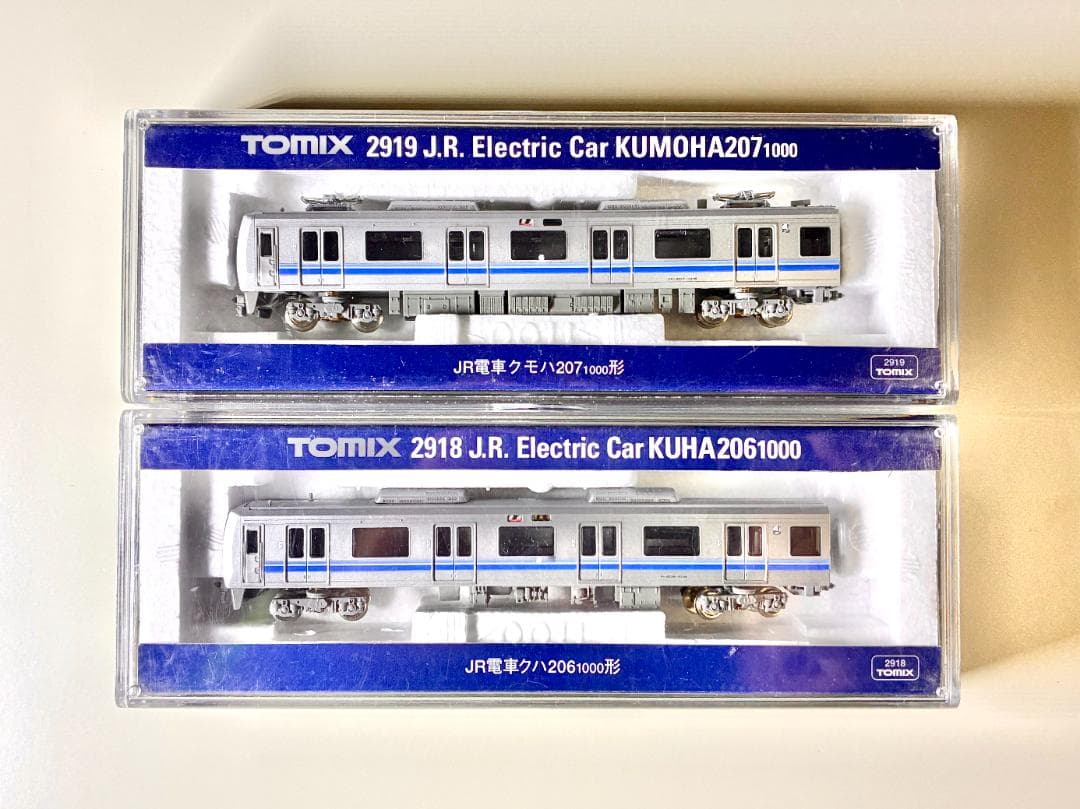 TOMIX 2919 J.R. Electric Car KUMOHA2071000
JR電車クモハ2071000形
2919
TOMIX
TOMIX 2918 J.R. Electric Car KUHA2061000
JR電車クハ2061000形
2918
TOMIX